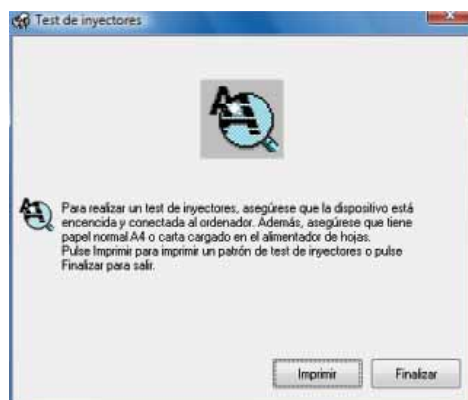 Test de inyectores
Para realizar un test de inyectores, asegúrese que la dispositivo está
encencida y conectada al ordenador. Además, asegúrese que tiene
papel normal A4 o carta cargado en el alimentador de hojas.
Pulse Imprimir para imprimir un patrón de test de inyectores o pulse
Finalizar para salir.
Imprimir
Finalizar